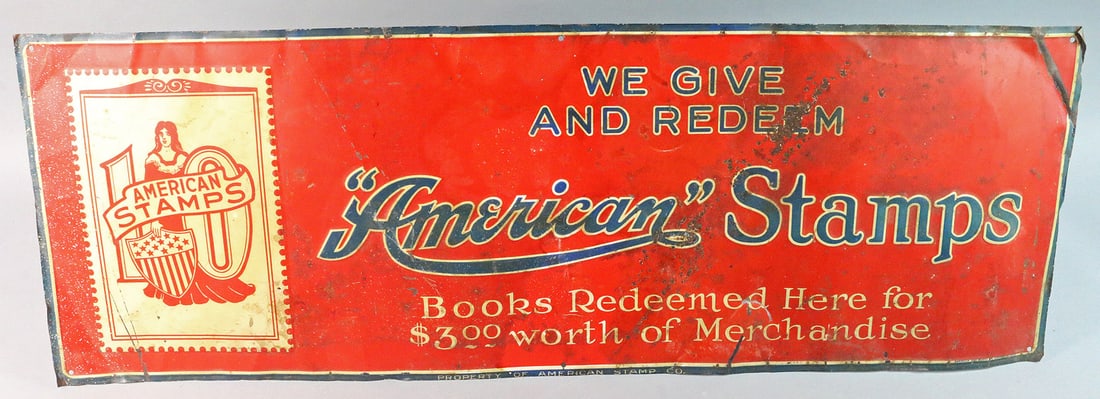 10
AMERICAN
STAMPS
WE GIVE
AND REDEEM
"American" Stamps
Books Redeemed Here for
$3.00 worth of Merchandise
PROPERTY OF AMERICAN STAMP CO.